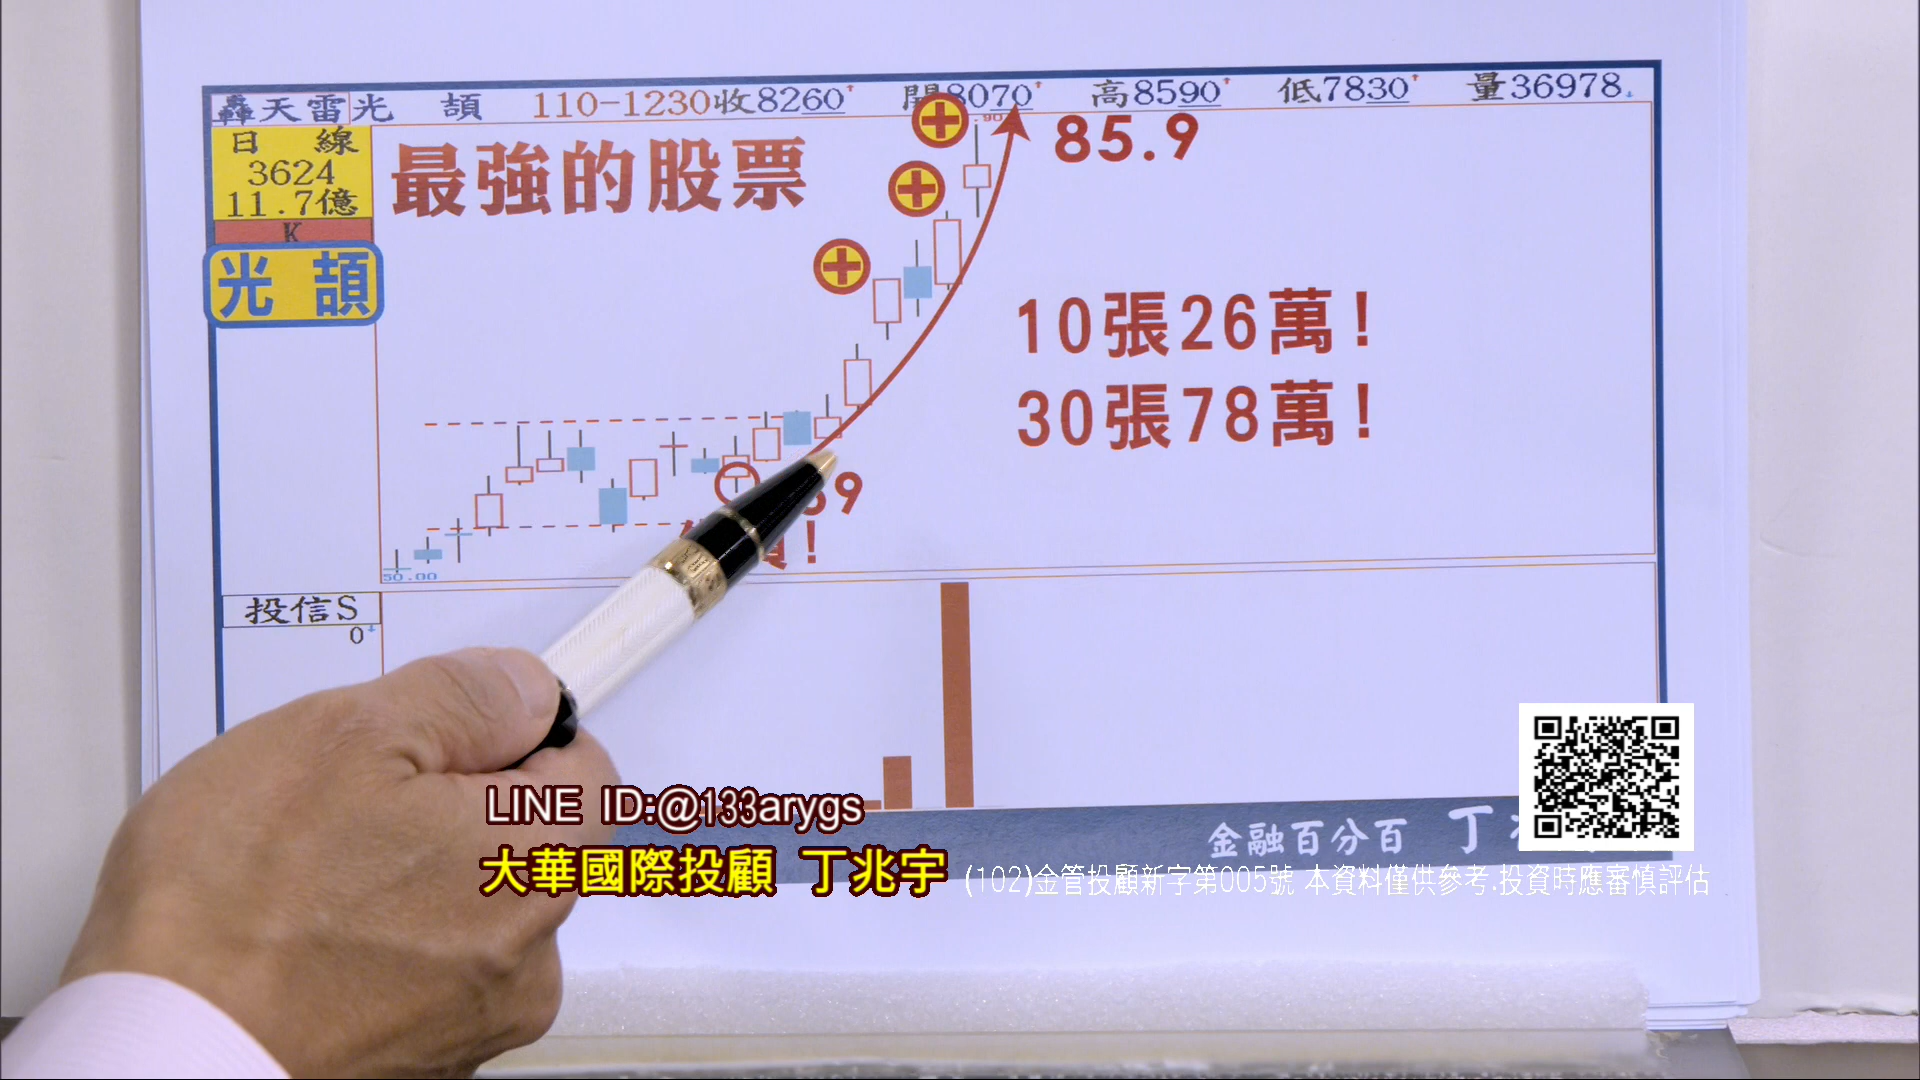 轟天雷光 頡 110-1230收8260 開8070 高8590 低7830 量36978
日 線
3624
11.7億
K
光 頡
最強的股票
85.9
10張26萬!
30張78萬!
59
!
50.00
投信S
0
LINE ID:@133arygs
金融百分百 丁
大華國際投顧 丁兆宇
(102)金管投顧新字第005號 本資料僅供參考.投資時應審慎評估